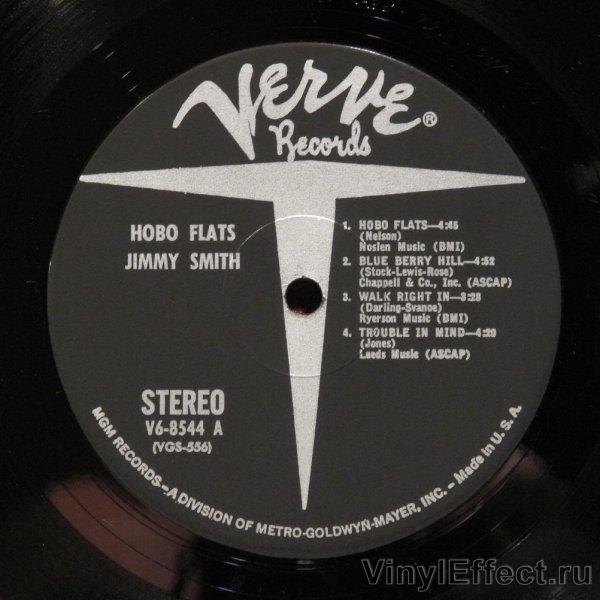 Verve®
Records
HOBO FLATS
JIMMY SMITH
1. HOBO FLATS—4:45
(Nelson)
Noslen Music (BMI)
2. BLUE BERRY HILL—4:52
(Stock-Lewis-Rose)
Chappell & Co., Inc. (ASCAP)
3. WALK RIGHT IN—3:28
(Darling-Svanoe)
Ryerson Music (BMI)
4. TROUBLE IN MIND—4:29
(Jones)
Leeds Music (ASCAP)
STEREO
V6-8544 A
(VGS-556)
MGM RECORDS—A DIVISION OF METRO-GOLDWYN-MAYER, INC. – Made in U.S.A.
VinylEffect.ru